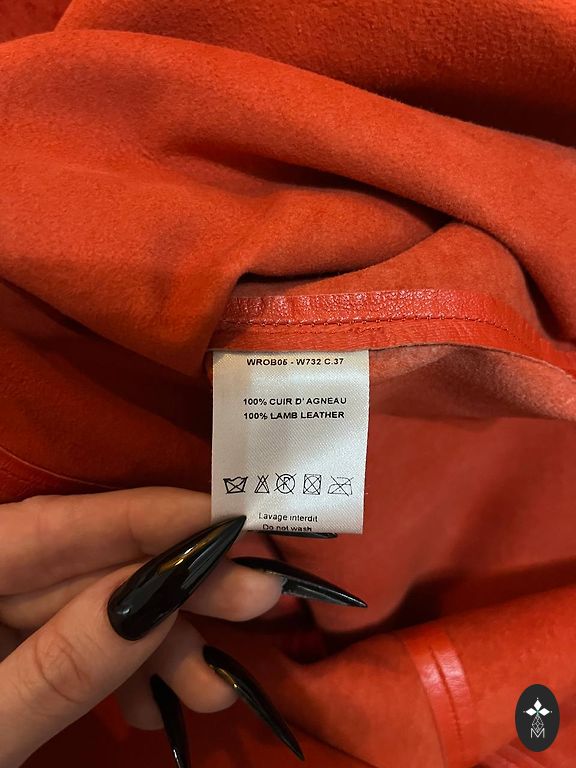 WROB05 - W732 C.37
100% CUIR D'AGNEAU
100% LAMB LEATHER
Lavage interdit
Do not wash
M